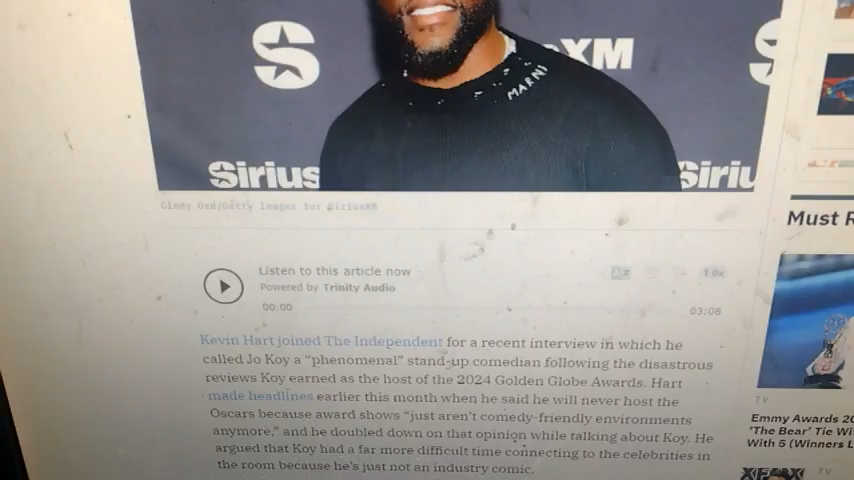 XM
MARNI
Sirius
Siriu
Cindy Ord/Getty Images for SiriusXM
Listen to this article now
Powered by Trinity Audio
1.0x
00:00
03:08
Kevin Hart joined The Independent for a recent interview in which he
called Jo Koy a “phenomenal” stand-up comedian following the disastrous
reviews Koy earned as the host of the 2024 Golden Globe Awards. Hart
made headlines earlier this month when he said he will never host the
Oscars because award shows “just aren’t comedy-friendly environments
anymore,” and he doubled down on that opinion while talking about Koy. He
argued that Koy had a far more difficult time connecting to the celebrities in
the room because he’s just not an industry comic.
Must R
TV
Emmy Awards 20
‘The Bear’ Tie Wi
With 5 (Winners L
TV